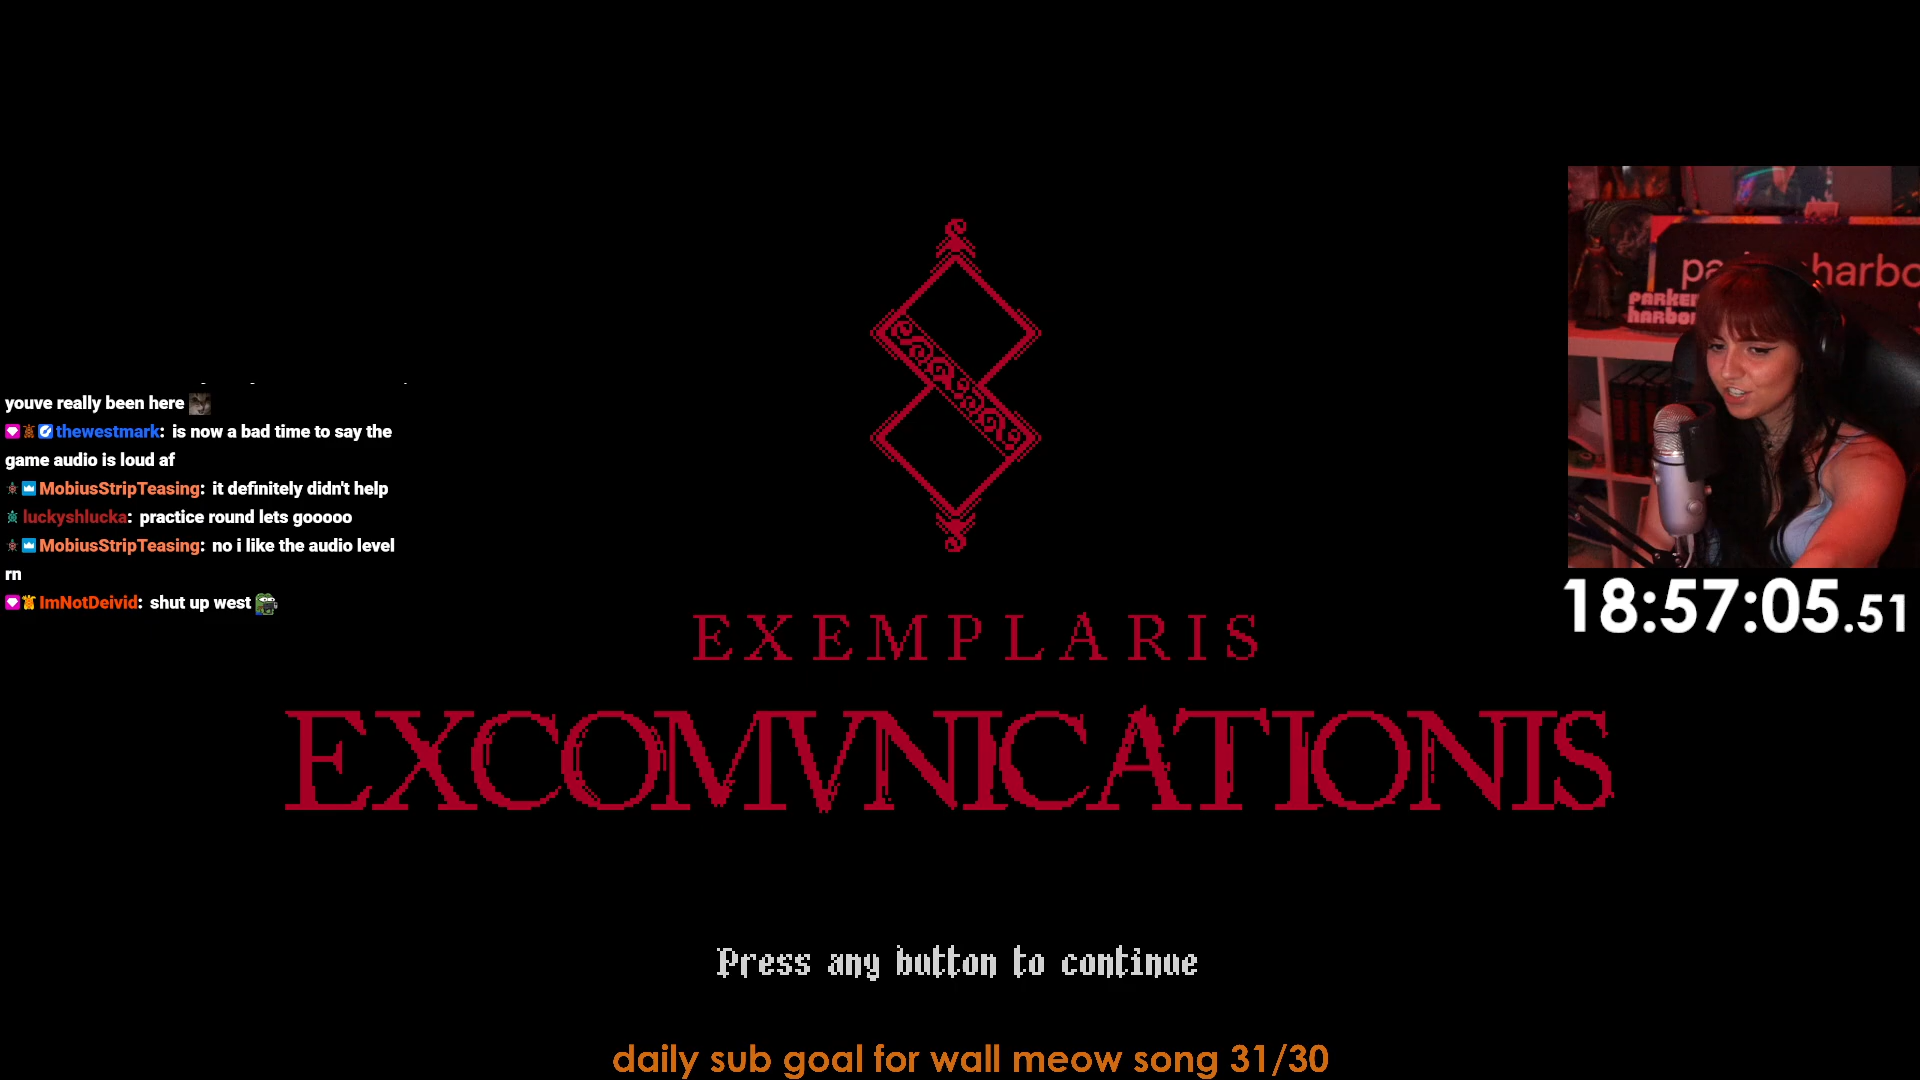 youve really been here
thewestmark: is now a bad time to say the
game audio is loud af
MobiusStripTeasing: it definitely didn't help
luckyshlucka: practice round lets gooooo
MobiusStripTeasing: no i like the audio level
rn
ImNotDeivid: shut up west
EXEMPLARIS
EXCOMVNICATIONIS
Press any button to continue
daily sub goal for wall meow song 31/30
PARKER
HARBOR
18:57:05.51